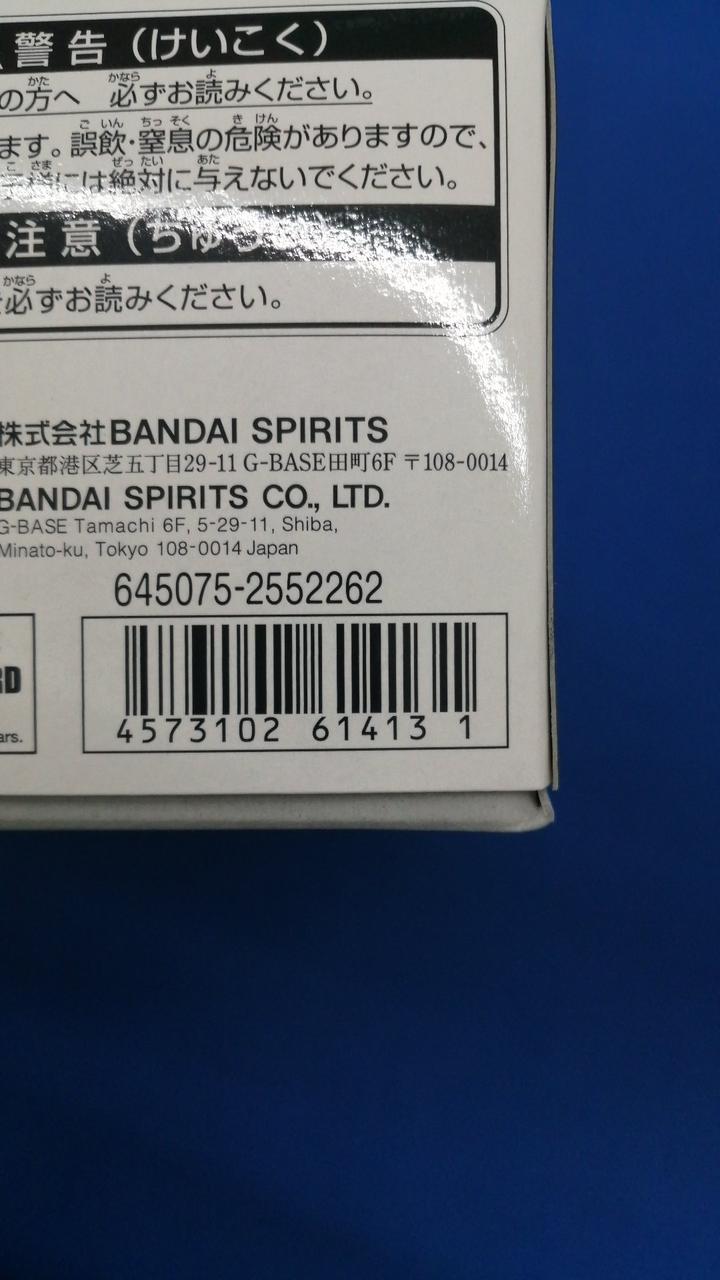 警告（けいこく）
の方へ 必ずお読みください。
ます。誤飲・窒息の危険がありますので、
には絶対に与えないでください。
注意（ちゅう
必ずお読みください。
株式会社BANDAI SPIRITS
東京都港区芝五丁目29-11 G-BASE田町6F 〒108-0014
BANDAI SPIRITS CO., LTD.
G-BASE Tamachi 6F, 5-29-11, Shiba,
Minato-ku, Tokyo 108-0014 Japan
645075-2552262
4573102 61413 1